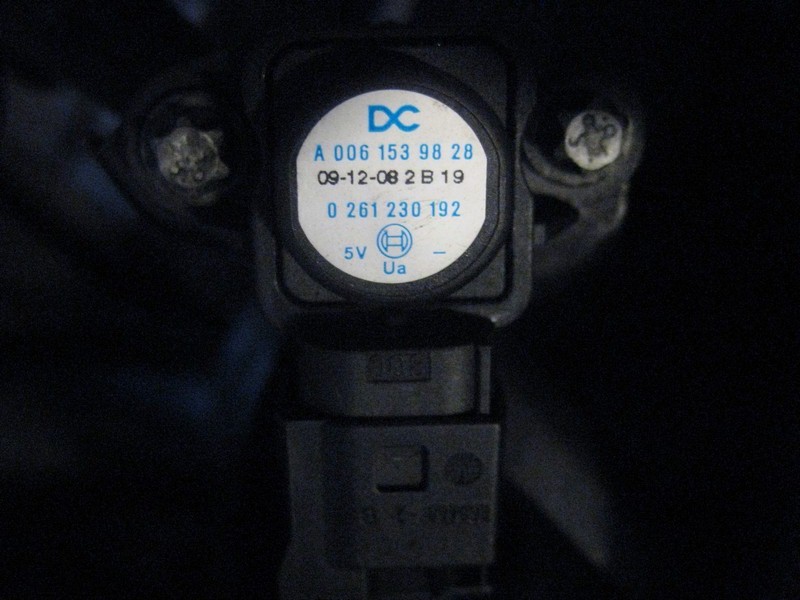 DC
A 006 153 98 28
09-12-08 2 B 19
0 261 230 192
5V –
Ua